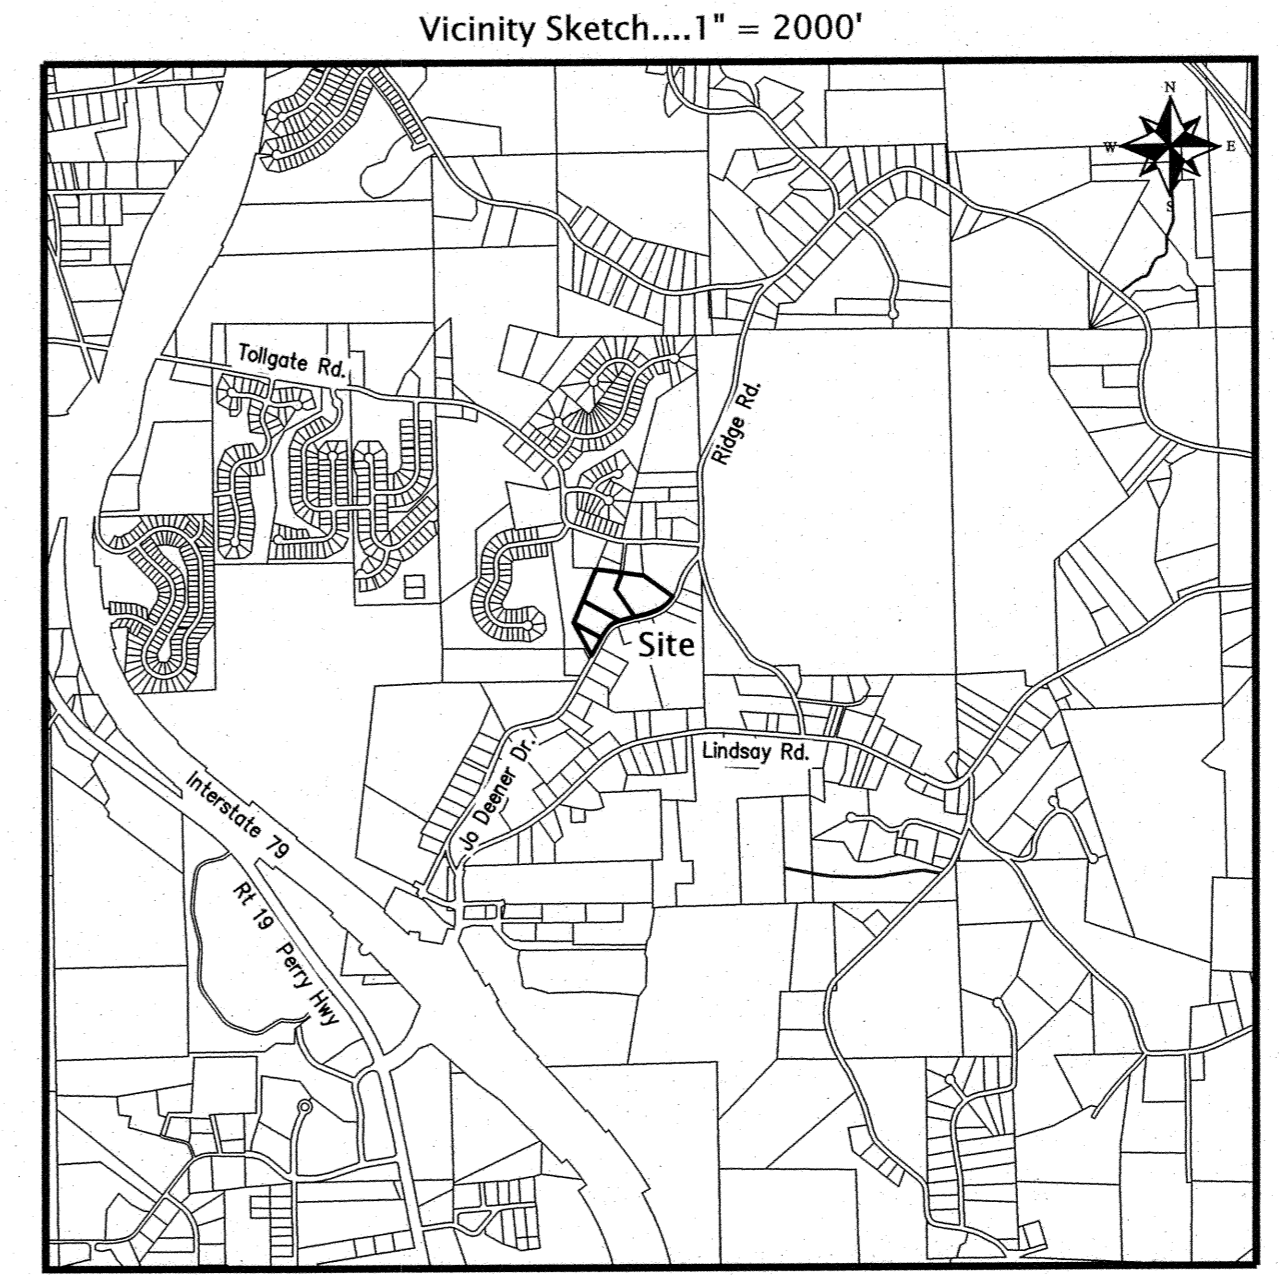 Vicinity Sketch....1" = 2000'
N
W
E
S
Tollgate Rd.
Ridge Rd.
Site
Lindsay Rd.
Jo Deener Dr.
Interstate 79
Rt 19 Perry Hwy